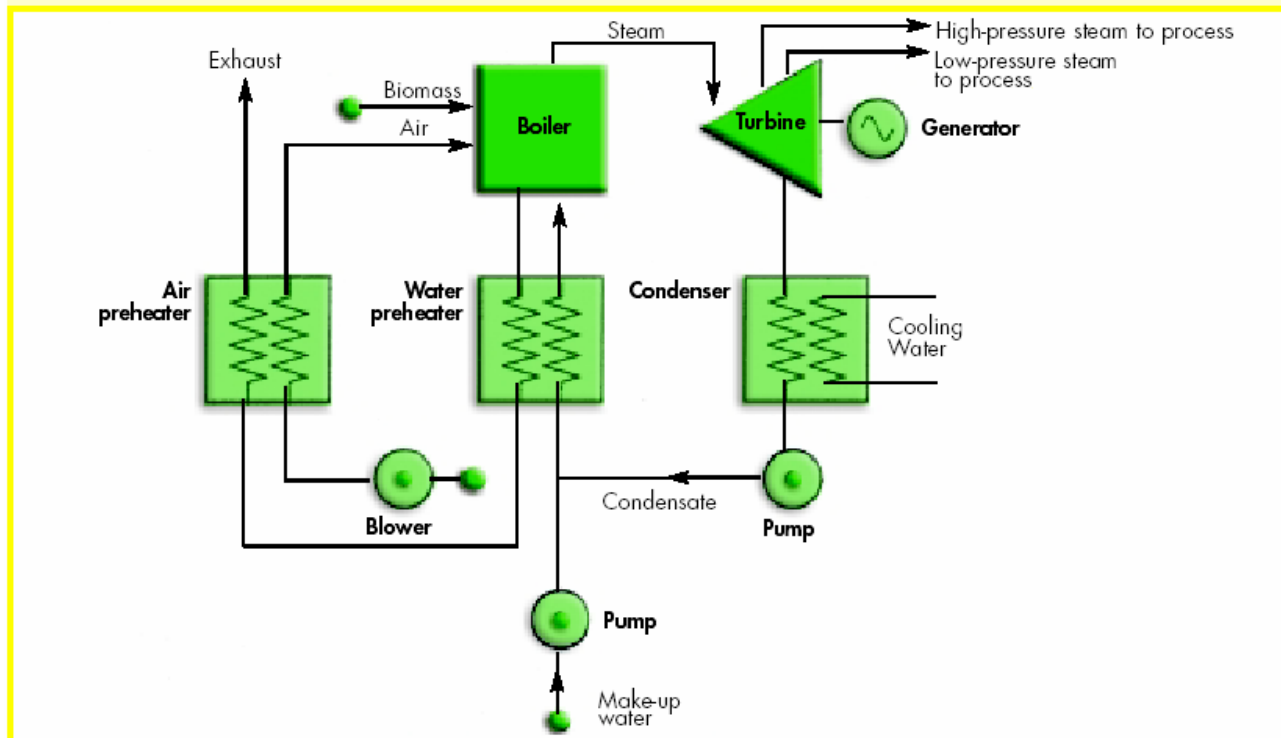 Steam
High-pressure steam to process
Low-pressure steam
to process
Exhaust
Biomass
Air
Boiler
Turbine
Generator
Air
preheater
Water
preheater
Condenser
Cooling
Water
Blower
Condensate
Pump
Pump
Make-up
water